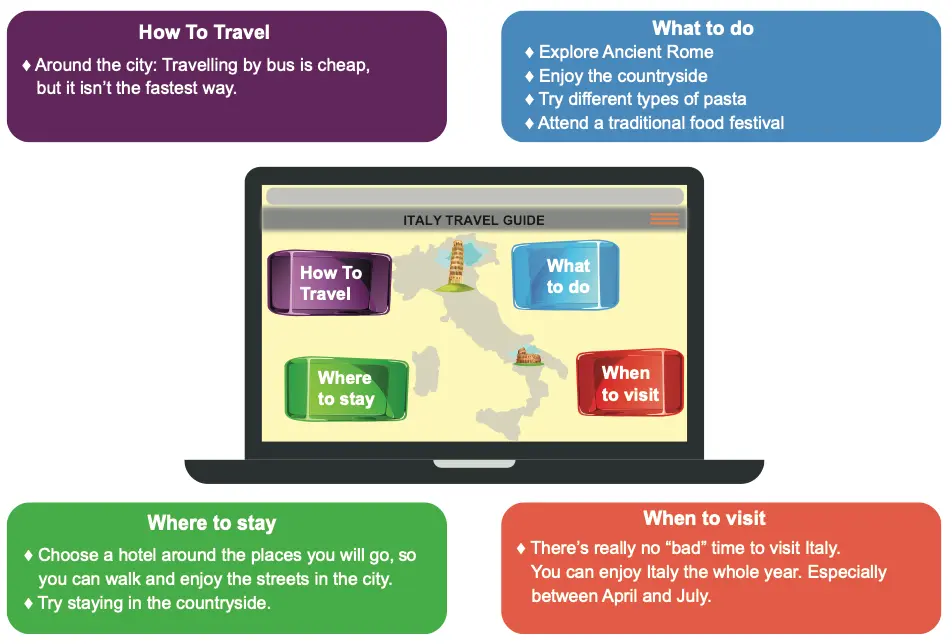 How To Travel
♦ Around the city: Travelling by bus is cheap,
but it isn't the fastest way.
What to do
♦ Explore Ancient Rome
♦ Enjoy the countryside
♦ Try different types of pasta
♦ Attend a traditional food festival
ITALY TRAVEL GUIDE
How To
Travel
What
to do
Where
to stay
When
to visit
Where to stay
♦ Choose a hotel around the places you will go, so
you can walk and enjoy the streets in the city.
♦ Try staying in the countryside.
When to visit
♦ There's really no “bad” time to visit Italy.
You can enjoy Italy the whole year. Especially
between April and July.